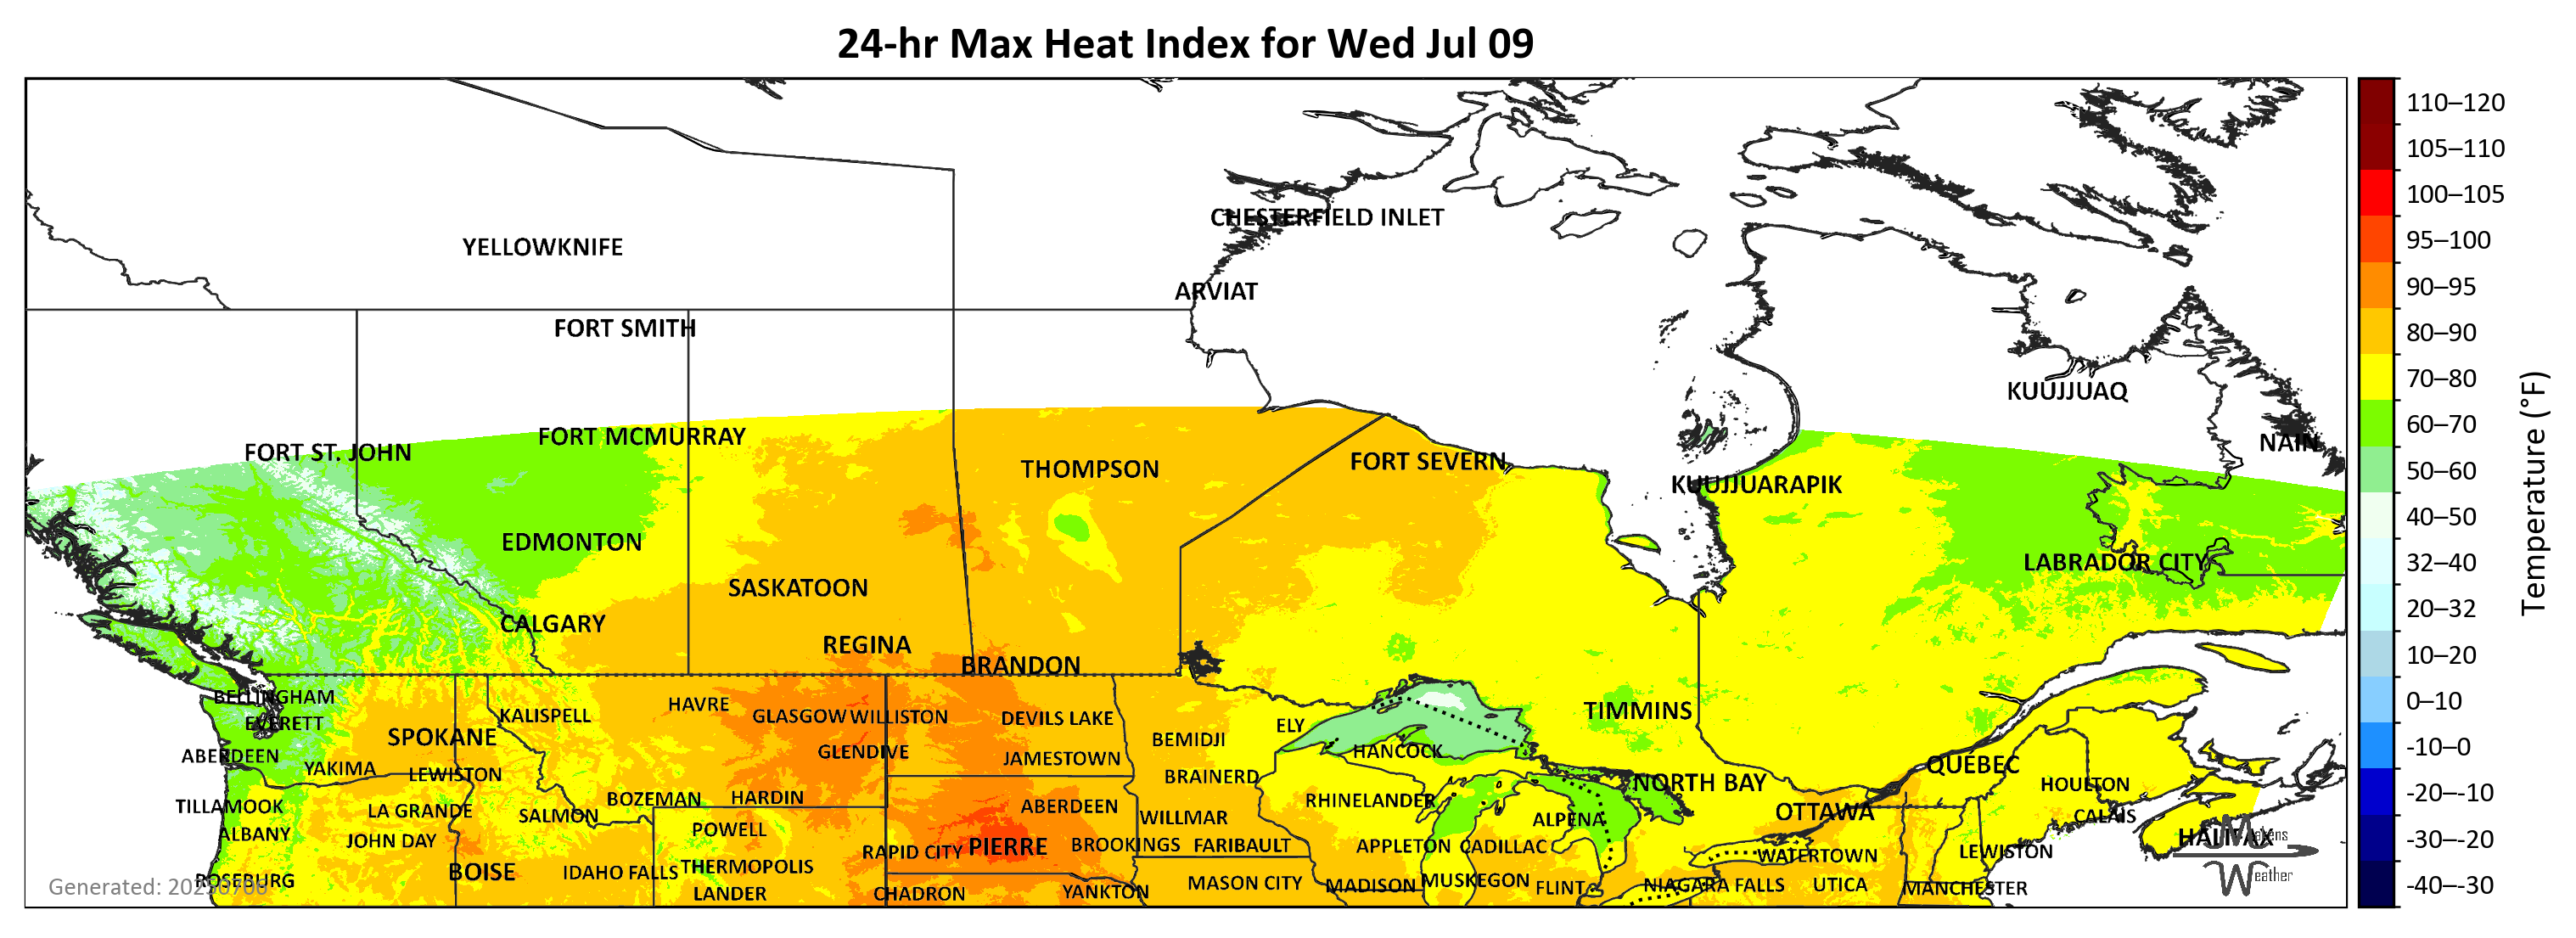 24-hr Max Heat Index for Wed Jul 09
110–120
105–110
100–105
95–100
90–95
80–90
70–80
60–70
50–60
40–50
32–40
20–32
10–20
0–10
-10–0
-20–-10
-30–-20
-40–-30
Temperature (°F)
CHESTERFIELD INLET
YELLOWKNIFE
ARVIAT
FORT SMITH
KUUJJUAQ
FORT MCMURRAY
NAIN
FORT ST. JOHN
FORT SEVERN
THOMPSON
KUUJJUARAPIK
EDMONTON
LABRADOR CITY
SASKATOON
CALGARY
REGINA
BRANDON
BELLINGHAM
HAVRE
TIMMINS
KALISPELL
GLASGOW WILLISTON
DEVILS LAKE
EVERETT
ELY
SPOKANE
BEMIDJI
HANCOCK
GLENDIVE
ABERDEEN
JAMESTOWN
QUÉBEC
YAKIMA
LEWISTON
BRAINERD
NORTH BAY
HOULTON
BOZEMAN
HARDIN
RHINELANDER
TILLAMOOK
ABERDEEN
LA GRANDE
OTTAWA
SALMON
CALAIS
WILLMAR
ALPENA
POWELL
ALBANY
HALIFAX
Makens
JOHN DAY
PIERRE
BROOKINGS
FARIBAULT
APPLETON
CADILLAC
RAPID CITY
LEWISTON
WATERTOWN
THERMOPOLIS
BOISE
IDAHO FALLS
Weather
ROSEBURG
MUSKEGON
MASON CITY
MADISON
NIAGARA FALLS
UTICA
Generated: 20250706
FLINT
MANCHESTER
YANKTON
LANDER
CHADRON